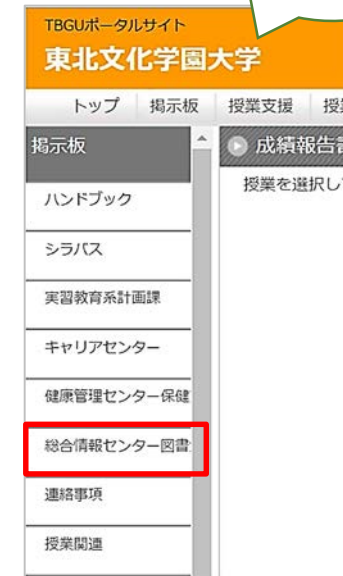 TBGUポータルサイト
東北文化学園大学
トップ 掲示板 授業支援 授業
掲示板
成績報告書
授業を選択して
ハンドブック
シラバス
実習教育系計画課
キャリアセンター
健康管理センター保健
総合情報センター図書
連絡事項
授業関連